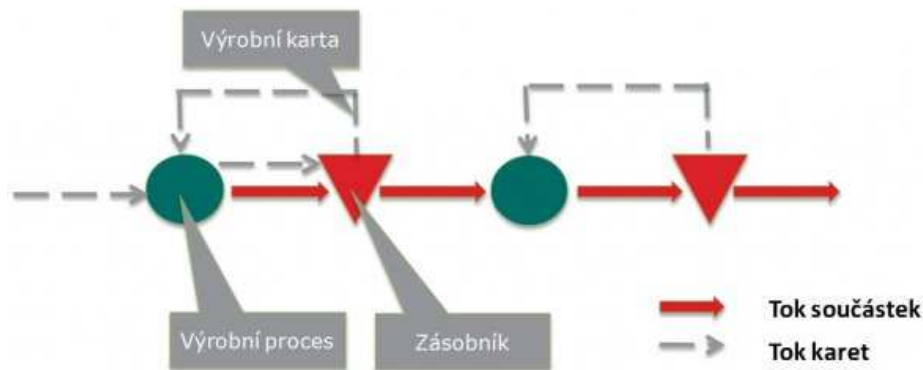 Výrobní karta
Výrobní proces
Zásobník
Tok součástek
Tok karet